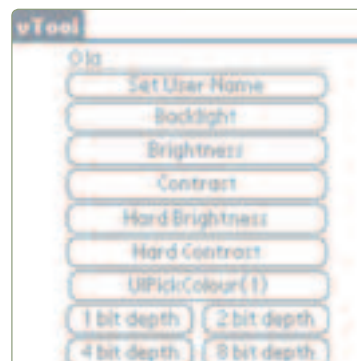 vTool
Ola
Set User Name
Backlight
Brightness
Contrast
Hard Brightness
Hard Contrast
UIPickColour(1)
1 bit depth 2 bit depth
4 bit depth 8 bit depth